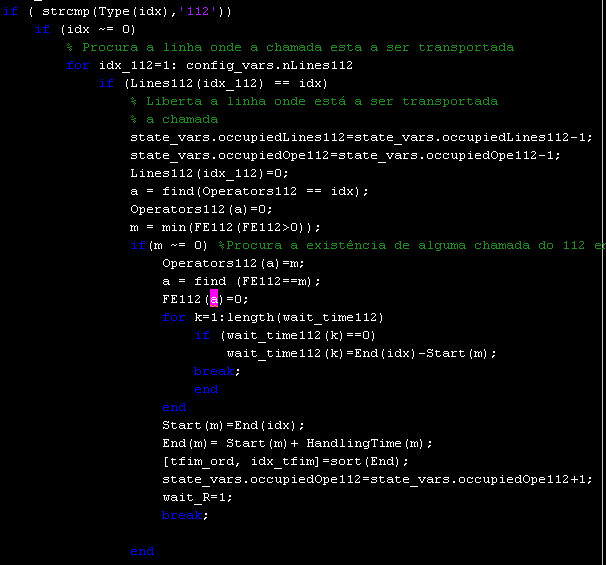 if ( strcmp(Type(idx),'112'))
if (idx ~= 0)
% Procura a linha onde a chamada esta a ser transportada
for idx_112=1: config_vars.nLines112
if (Lines112(idx_112) == idx)
% Liberta a linha onde está a ser transportada
% a chamada
state_vars.occupiedLines112=state_vars.occupiedLines112-1;
state_vars.occupiedOpe112=state_vars.occupiedOpe112-1;
Lines112(idx_112)=0;
a = find(Operators112 == idx);
Operators112(a)=0;
m = min(FE112(FE112>0));
if(m ~= 0) %Procura a existência de alguma chamada do 112 e
Operators112(a)=m;
a = find (FE112==m);
FE112(a)=0;
for k=1:length(wait_time112)
if (wait_time112(k)==0)
wait_time112(k)=End(idx)-Start(m);
break;
end
end
Start(m)=End(idx);
End(m)= Start(m)+ HandlingTime(m);
[tfim_ord, idx_tfim]=sort(End);
state_vars.occupiedOpe112=state_vars.occupiedOpe112+1;
wait_R=1;
break;
end